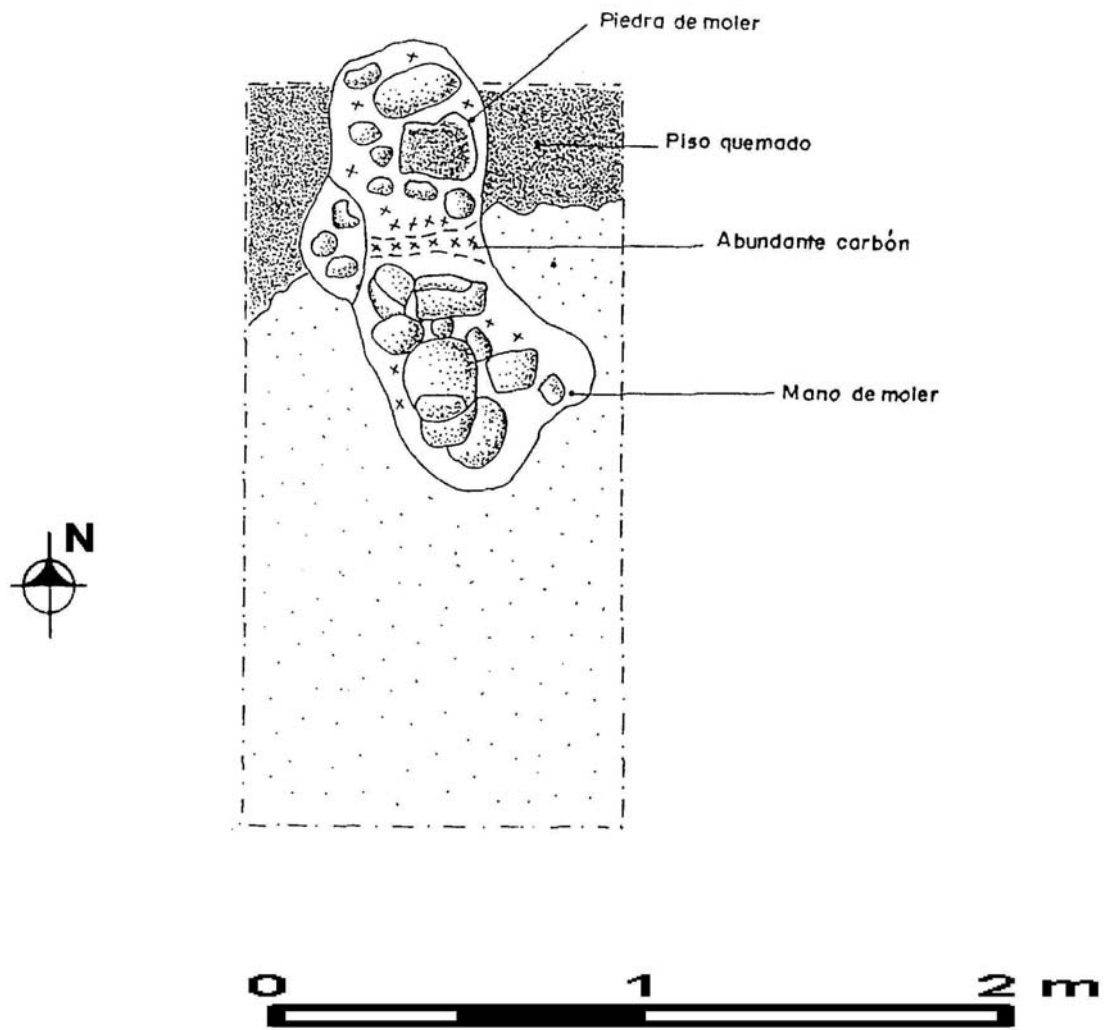 Piedra de moler
Piso quemado
Abundante carbón
Mano de moler
N
0 1 2 m